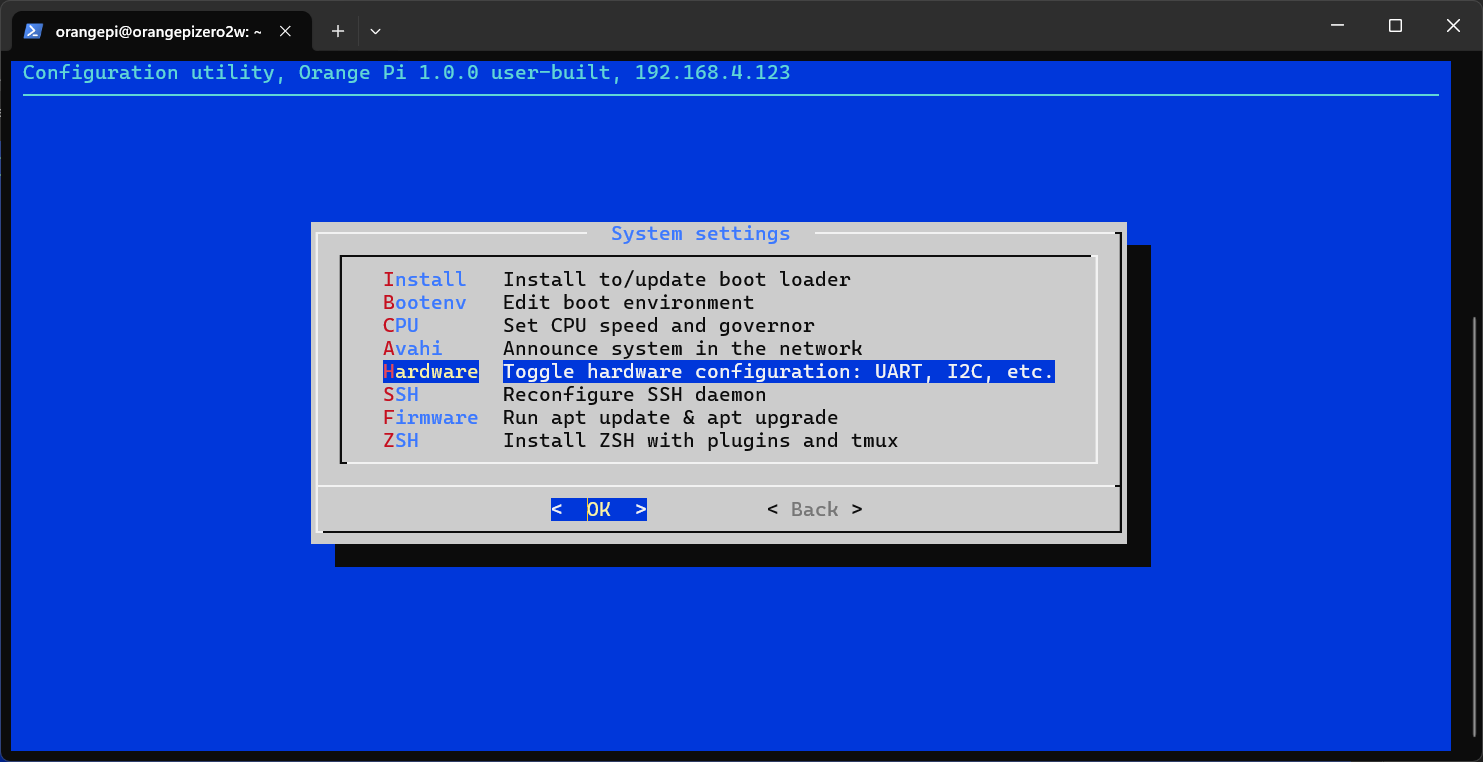 orangepi@orangepizero2w: ~
Configuration utility, Orange Pi 1.0.0 user-built, 192.168.4.123
System settings
Install Install to/update boot loader
Bootenv Edit boot environment
CPU Set CPU speed and governor
Avahi Announce system in the network
Hardware Toggle hardware configuration: UART, I2C, etc.
SSH Reconfigure SSH daemon
Firmware Run apt update & apt upgrade
ZSH Install ZSH with plugins and tmux
< OK > < Back >